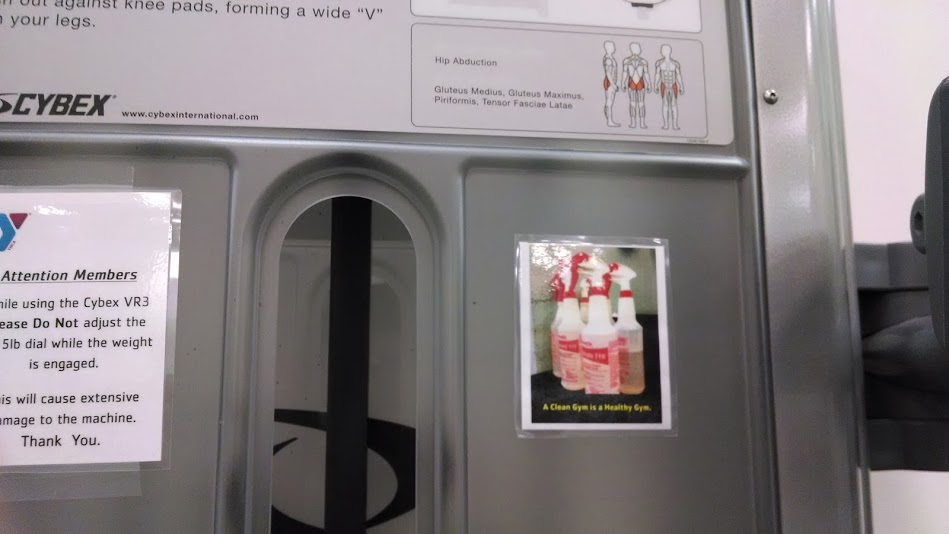 out against knee pads, forming a wide "V"
your legs.
CYBEX
www.cybexinternational.com
Hip Abduction
Gluteus Medius, Gluteus Maximus,
Piriformis, Tensor Fasciae Latae
Attention Members
hile using the Cybex VR3
ease Do Not adjust the
5lb dial while the weight
is engaged.
is will cause extensive
amage to the machine.
Thank You.
A Clean Gym is a Healthy Gym.